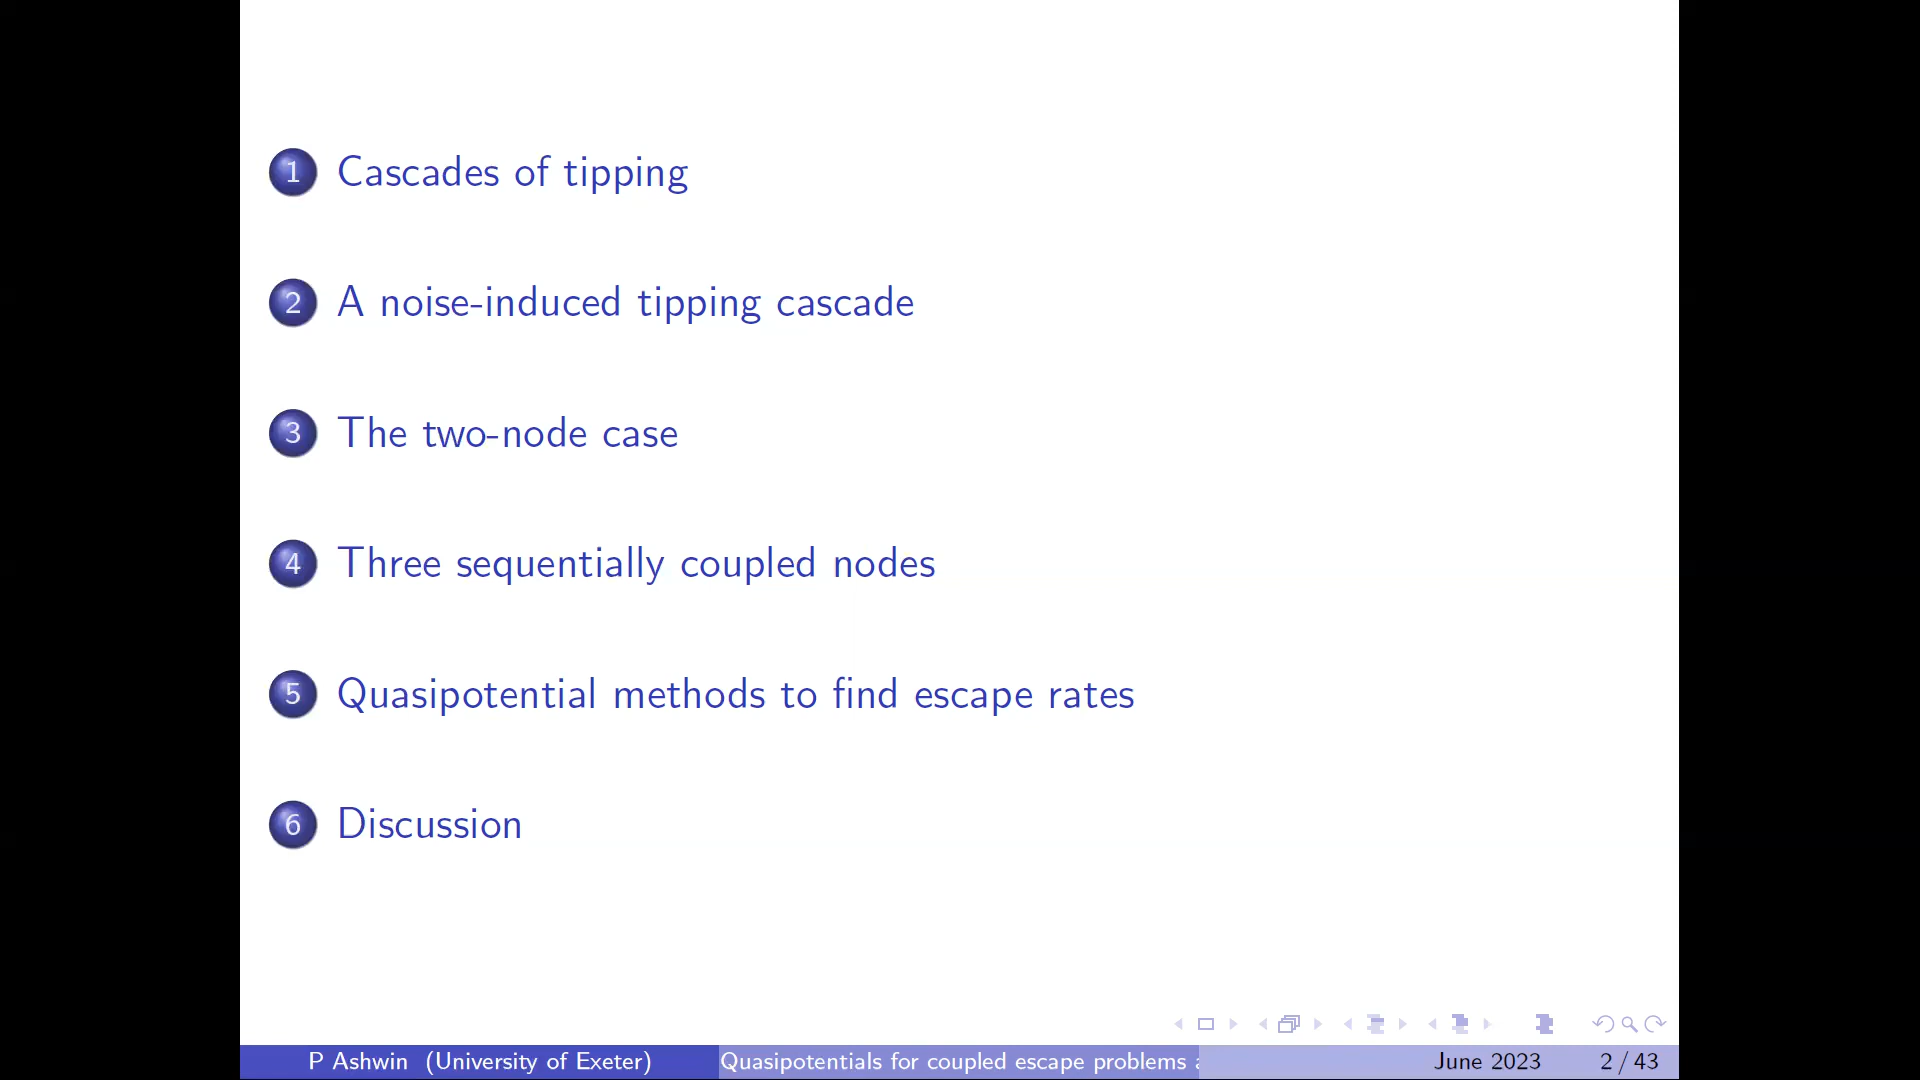 1 Cascades of tipping
2 A noise-induced tipping cascade
3 The two-node case
4 Three sequentially coupled nodes
5 Quasipotential methods to find escape rates
6 Discussion
P Ashwin (University of Exeter) Quasipotentials for coupled escape problems June 2023 2 / 43